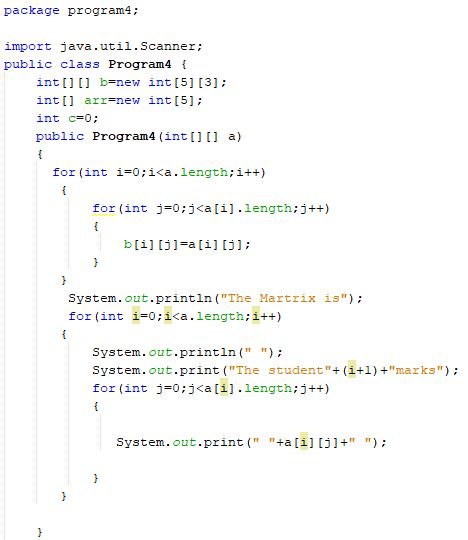 package program4;
import java.util.Scanner;
public class Program4 {
int[][] b=new int[5][3];
int[] arr=new int[5];
int c=0;
public Program4(int[][] a)
{
for(int i=0;i<a.length;i++)
{
for(int j=0;j<a[i].length;j++)
{
b[i][j]=a[i][j];
}
}
System.out.println("The Martrix is");
for(int i=0;i<a.length;i++)
{
System.out.println(" ");
System.out.print("The student"+(i+1)+"marks");
for(int j=0;j<a[i].length;j++)
{
System.out.print(" "+a[i][j]+" ");
}
}
}